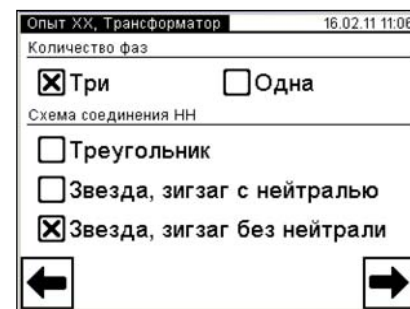 Опыт ХХ, Трансформатор 16.02.11 11:06
Количество фаз
Три Одна
Схема соединения НН
Треугольник
Звезда, зигзаг с нейтралью
Звезда, зигзаг без нейтрали